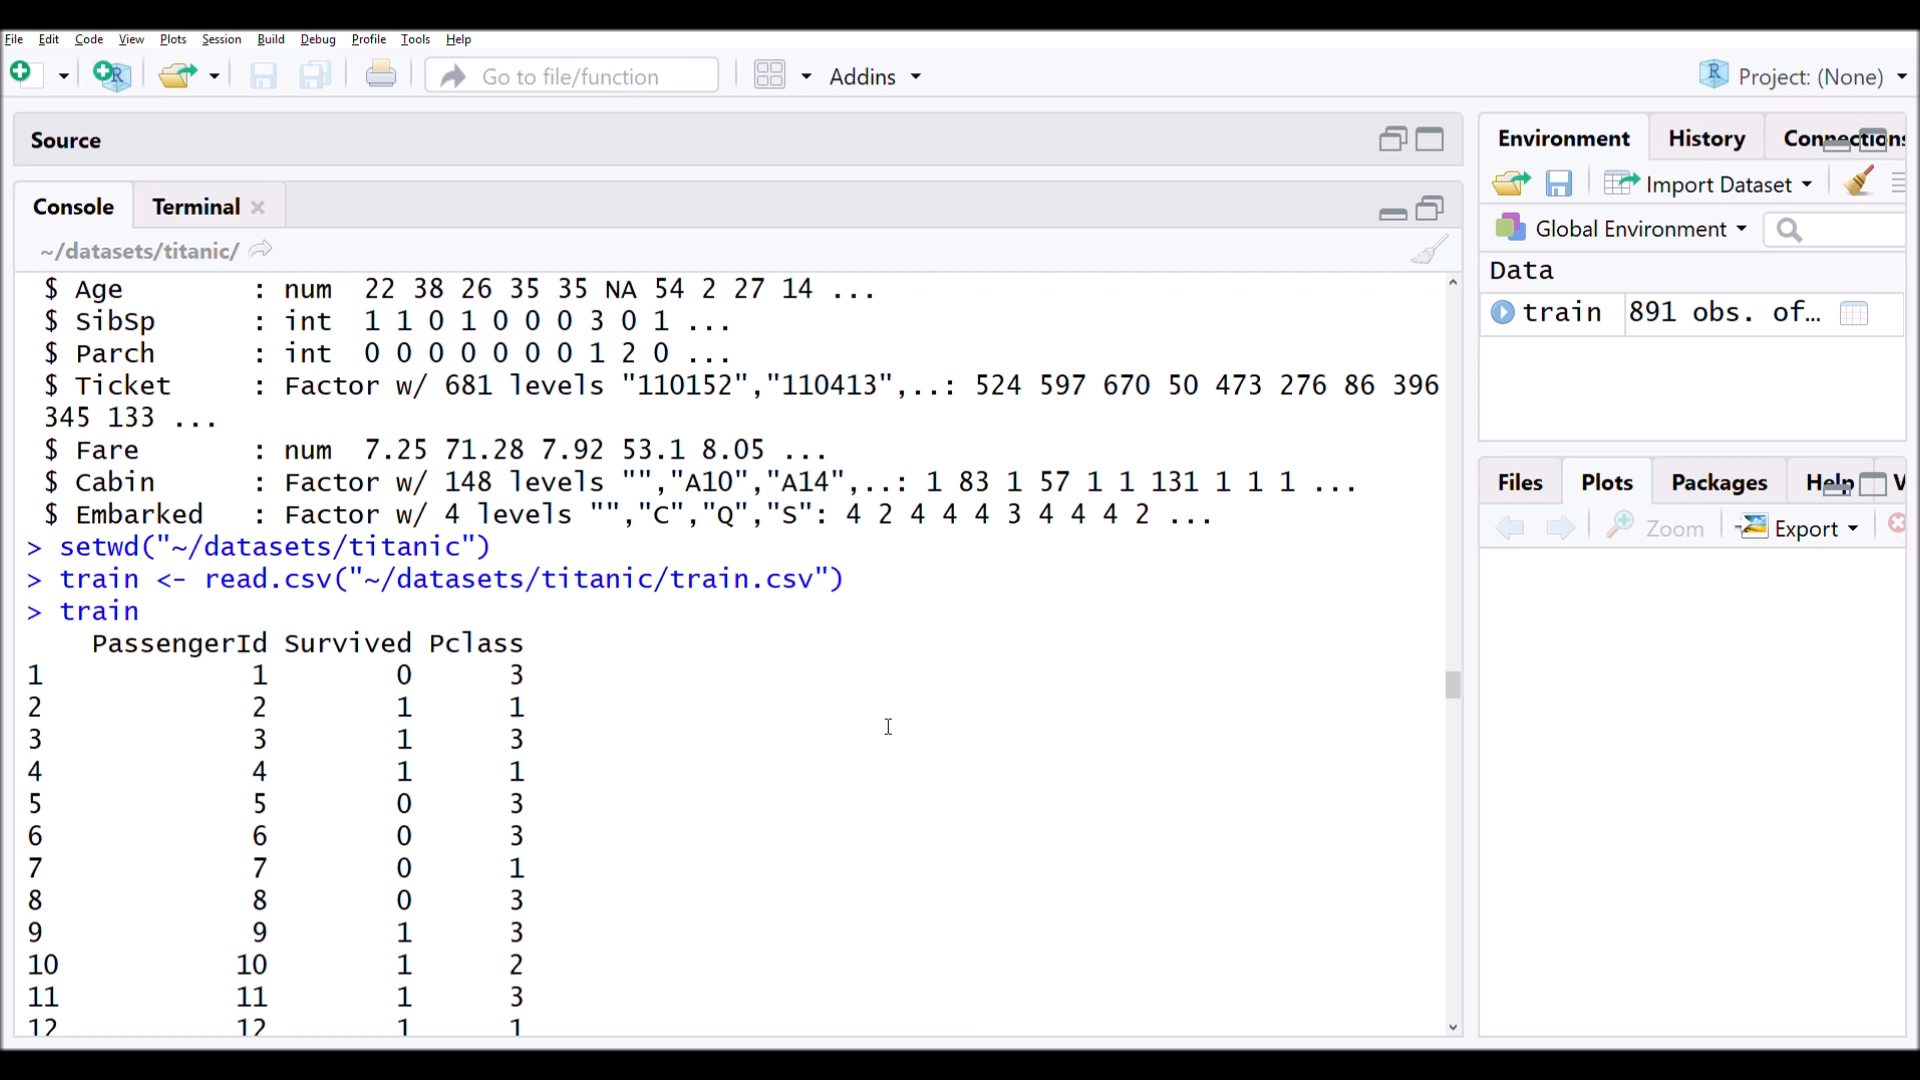 File Edit Code View Plots Session Build Debug Profile Tools Help
Go to file/function Addins Project: (None)
Source
Console Terminal
~/datasets/titanic/
$ Age : num 22 38 26 35 35 NA 54 2 27 14 ...
$ SibSp : int 1 1 0 1 0 0 0 3 0 1 ...
$ Parch : int 0 0 0 0 0 0 0 1 2 0 ...
$ Ticket : Factor w/ 681 levels "110152","110413",..: 524 597 670 50 473 276 86 396
345 133 ...
$ Fare : num 7.25 71.28 7.92 53.1 8.05 ...
$ Cabin : Factor w/ 148 levels "","A10","A14",..: 1 83 1 57 1 1 131 1 1 1 ...
$ Embarked : Factor w/ 4 levels "","C","Q","S": 4 2 4 4 4 3 4 4 4 2 ...
> setwd("~/datasets/titanic")
> train <- read.csv("~/datasets/titanic/train.csv")
> train
PassengerId Survived Pclass
1 1 0 3
2 2 1 1
3 3 1 3
4 4 1 1
5 5 0 3
6 6 0 3
7 7 0 1
8 8 0 3
9 9 1 3
10 10 1 2
11 11 1 3
12 12 1 1
Environment History Connections
Import Dataset
Global Environment
Data
train 891 obs. of…
Files Plots Packages Help V
Zoom Export